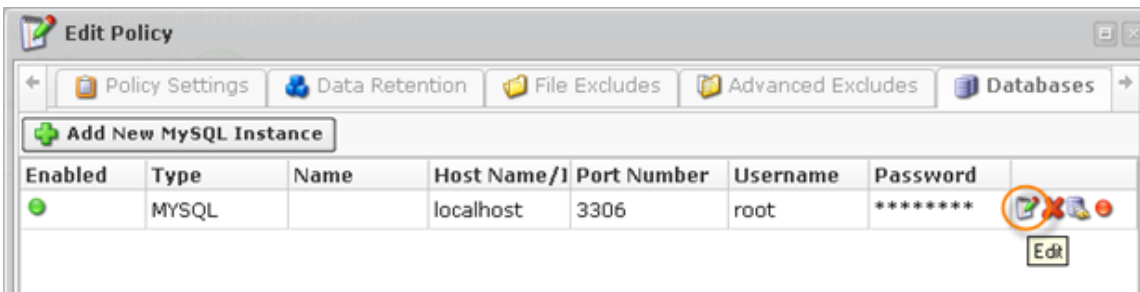 Edit Policy
Policy Settings Data Retention File Excludes Advanced Excludes Databases
Add New MySQL Instance
Enabled Type Name Host Name/I Port Number Username Password
MYSQL localhost 3306 root ********
Edit